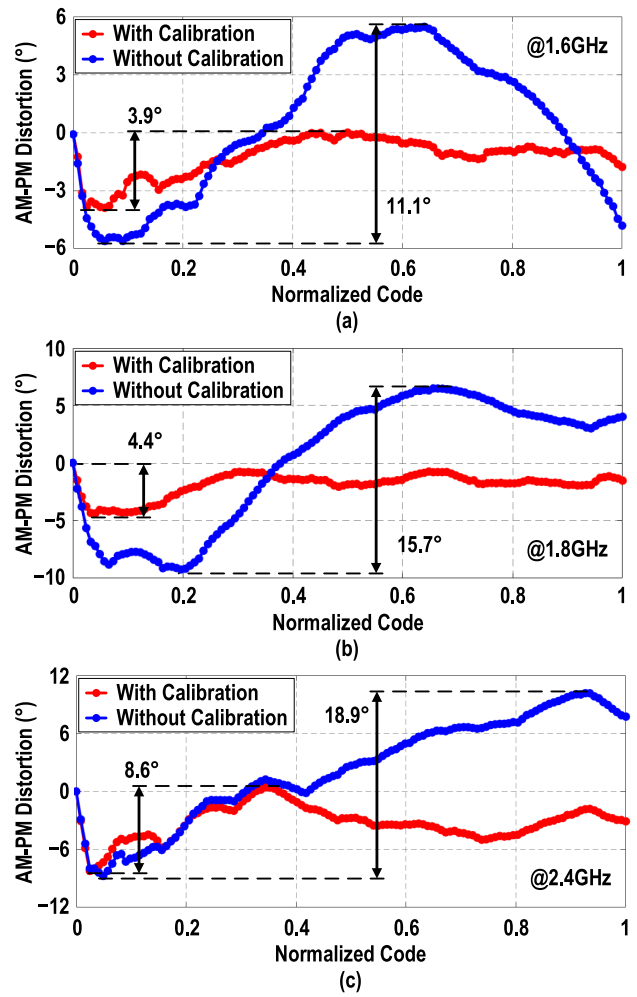 6
3
0
−3
−6
AM-PM Distortion (°)
With Calibration
Without Calibration
@1.6GHz
3.9°
11.1°
0 0.2 0.4 0.6 0.8 1
Normalized Code
(a)
10
5
0
−5
−10
AM-PM Distortion (°)
With Calibration
Without Calibration
4.4°
15.7°
@1.8GHz
0 0.2 0.4 0.6 0.8 1
Normalized Code
(b)
12
6
0
−6
−12
AM-PM Distortion (°)
With Calibration
Without Calibration
18.9°
8.6°
@2.4GHz
0 0.2 0.4 0.6 0.8 1
Normalized Code
(c)